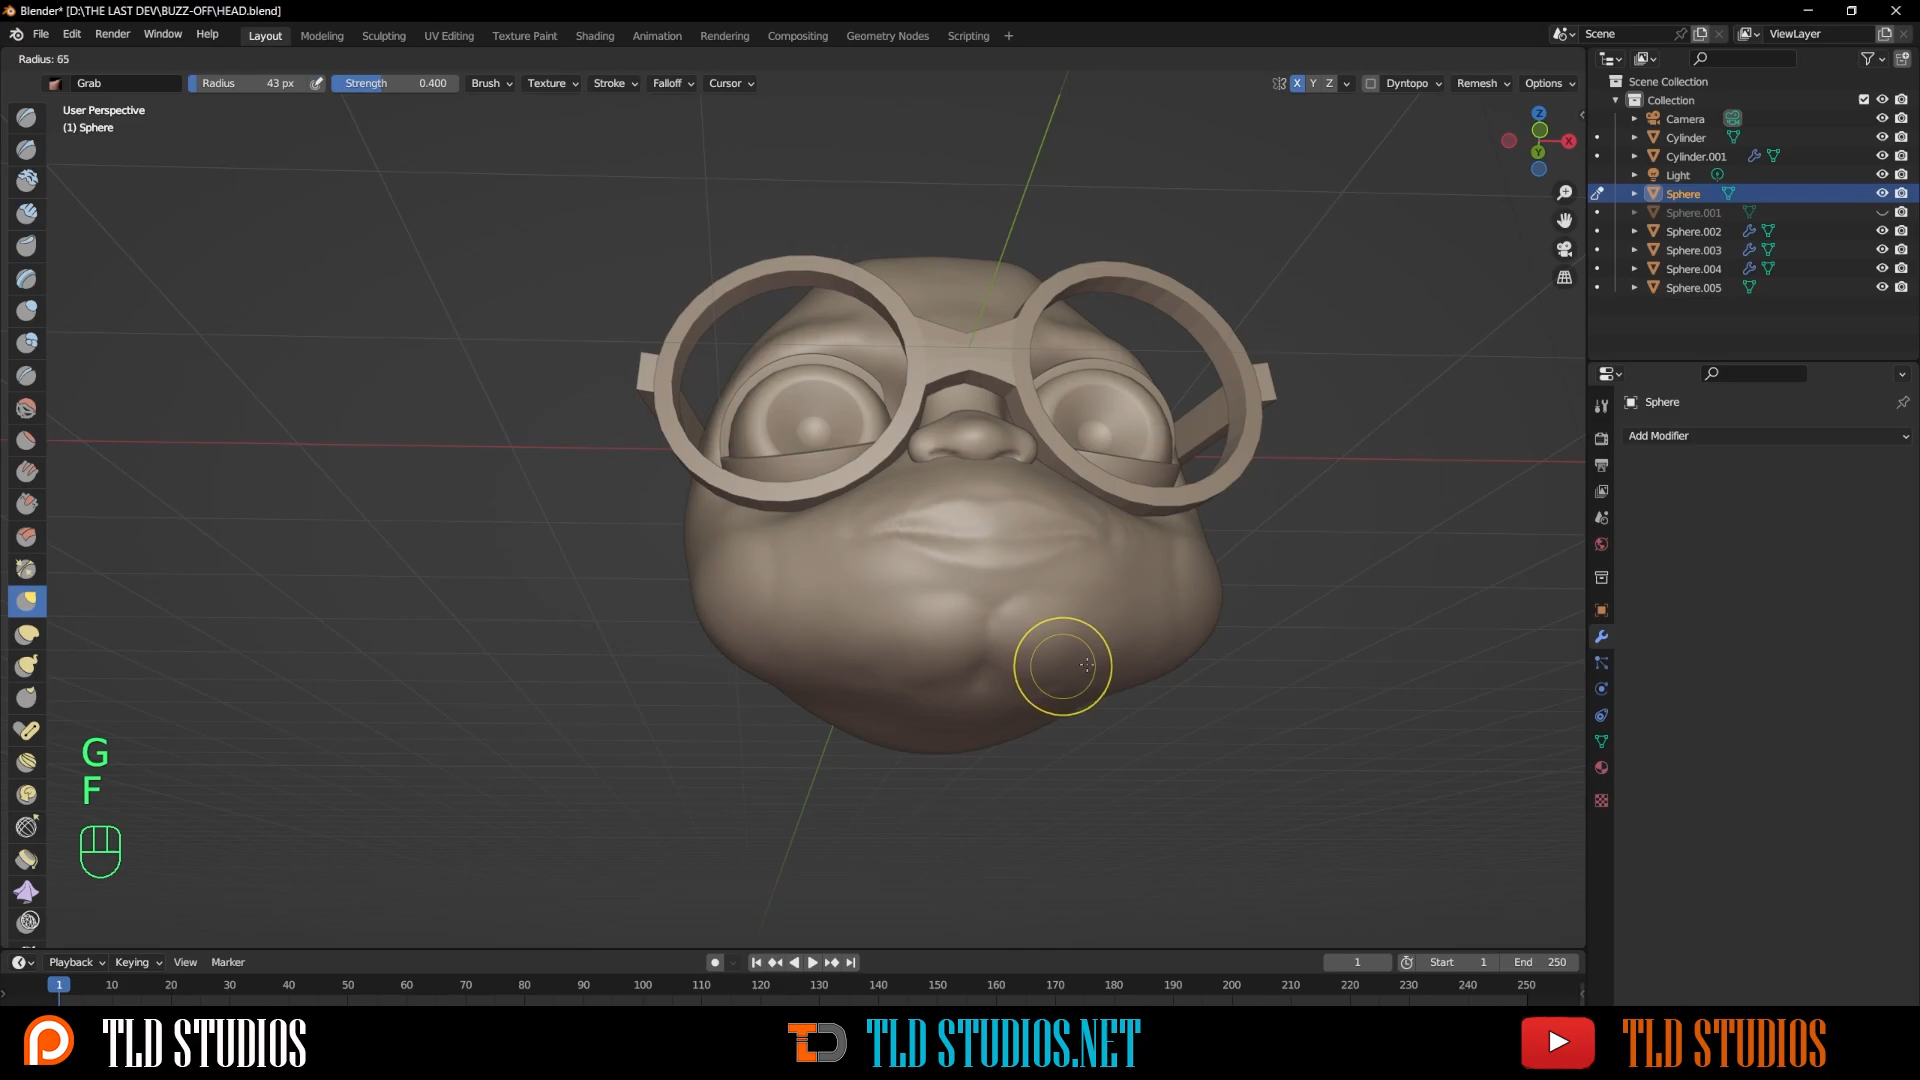 Blender* [D:\THE LAST DEV\BUZZ-OFF\HEAD.blend]
File Edit Render Window Help Layout Modeling Sculpting UV Editing Texture Paint Shading Animation Rendering Compositing Geometry Nodes Scripting + Scene ViewLayer
Radius: 65
Grab Radius 43 px Strength 0.400 Brush Texture Stroke Falloff Cursor X Y Z Dyntopo Remesh Options
User Perspective
(1) Sphere
Z
X
Y
Scene Collection
Collection
Camera
Cylinder
Cylinder.001
Light
Sphere
Sphere.001
Sphere.002
Sphere.003
Sphere.004
Sphere.005
Sphere
Add Modifier
G
F
Playback Keying View Marker 1 Start 1 End 250
1 10 20 30 40 50 60 70 80 90 100 110 120 130 140 150 160 170 180 190 200 210 220 230 240 250
TLD STUDIOS TLD STUDIOS.NET TLD STUDIOS